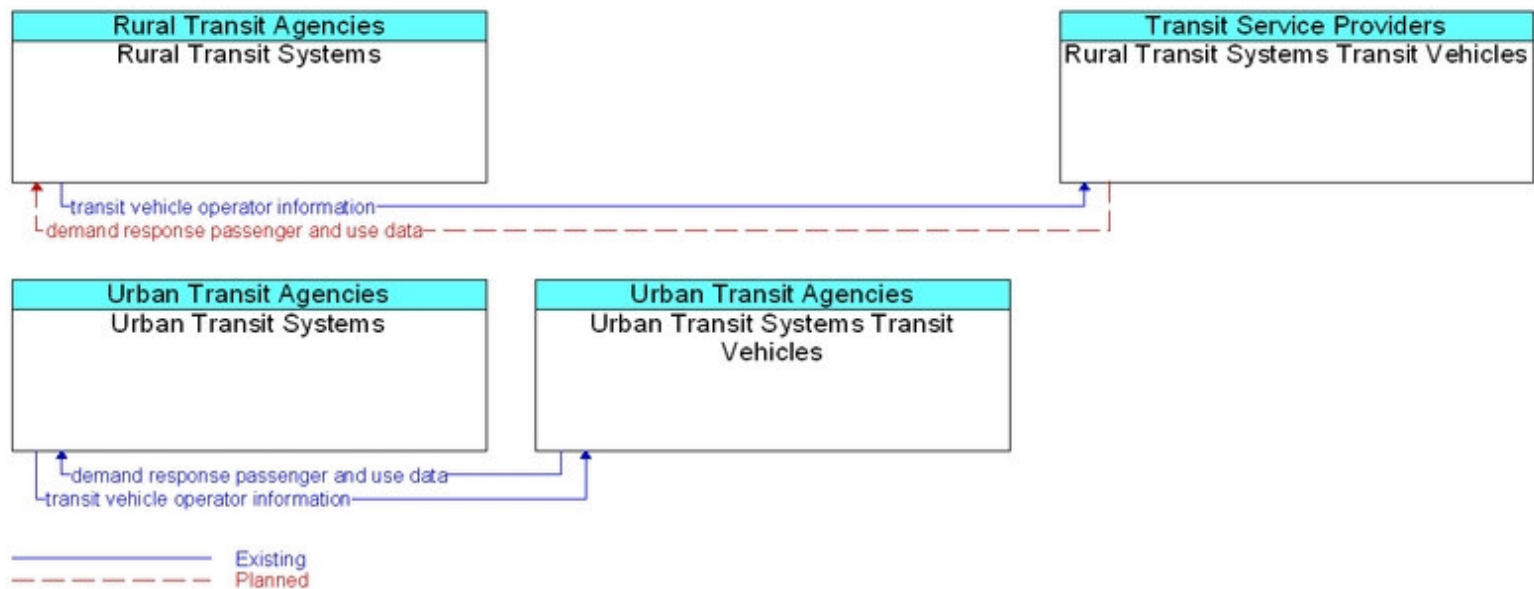 Rural Transit Agencies
Rural Transit Systems
Transit Service Providers
Rural Transit Systems Transit Vehicles
transit vehicle operator information
demand response passenger and use data
Urban Transit Agencies
Urban Transit Systems
Urban Transit Agencies
Urban Transit Systems Transit
Vehicles
demand response passenger and use data
transit vehicle operator information
Existing
Planned